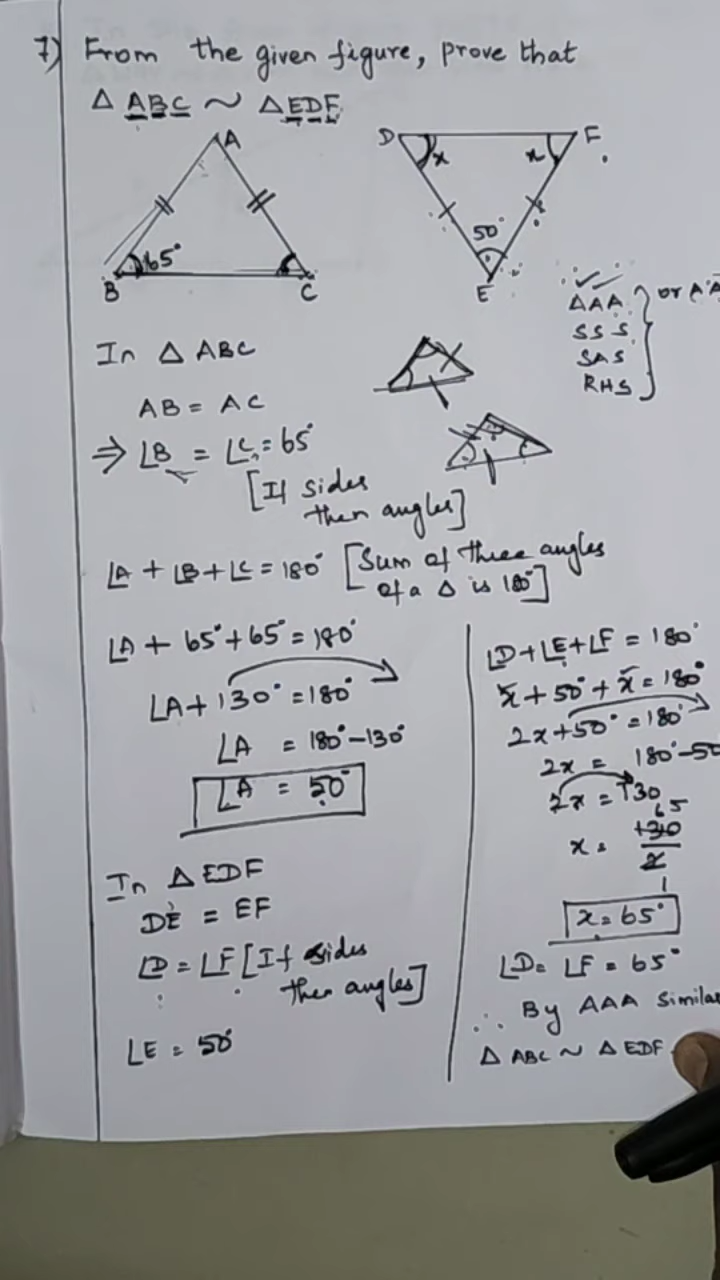 7) From the given figure, prove that
△ ABC ~ △EDF
A
B
C
65°
D
F
E
x
x
50°
AAA
SSS
SAS
RHS
or AA
In △ ABC
AB = AC
⇒ ∠B = ∠C = 65°
[If sides
then angles]
∠A + ∠B + ∠C = 180° [Sum of three angles
of a △ is 180°]
∠A + 65° + 65° = 180°
∠A + 130° = 180°
∠A = 180° - 130°
∠A = 50°
In △ EDF
DE = EF
∠D = ∠F [If sides
then angles]
∠E = 50°
∠D + ∠E + ∠F = 180°
x + 50° + x = 180°
2x + 50° = 180°
2x = 180° - 50
2x = 130
65
x = 130
2
1
x = 65°
∠D = ∠F = 65°
∴ By AAA Similar
△ ABC ~ △ EDF